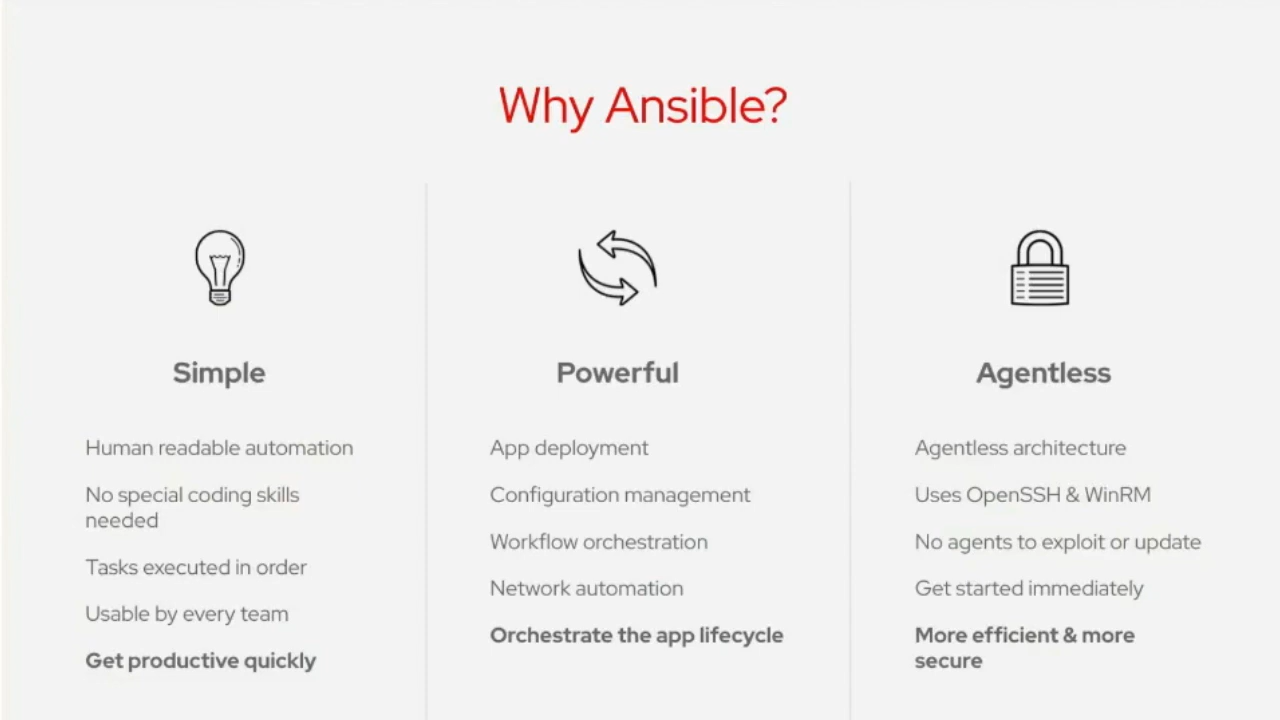 Why Ansible?
Simple
Human readable automation
No special coding skills
needed
Tasks executed in order
Usable by every team
Get productive quickly
Powerful
App deployment
Configuration management
Workflow orchestration
Network automation
Orchestrate the app lifecycle
Agentless
Agentless architecture
Uses OpenSSH & WinRM
No agents to exploit or update
Get started immediately
More efficient & more
secure